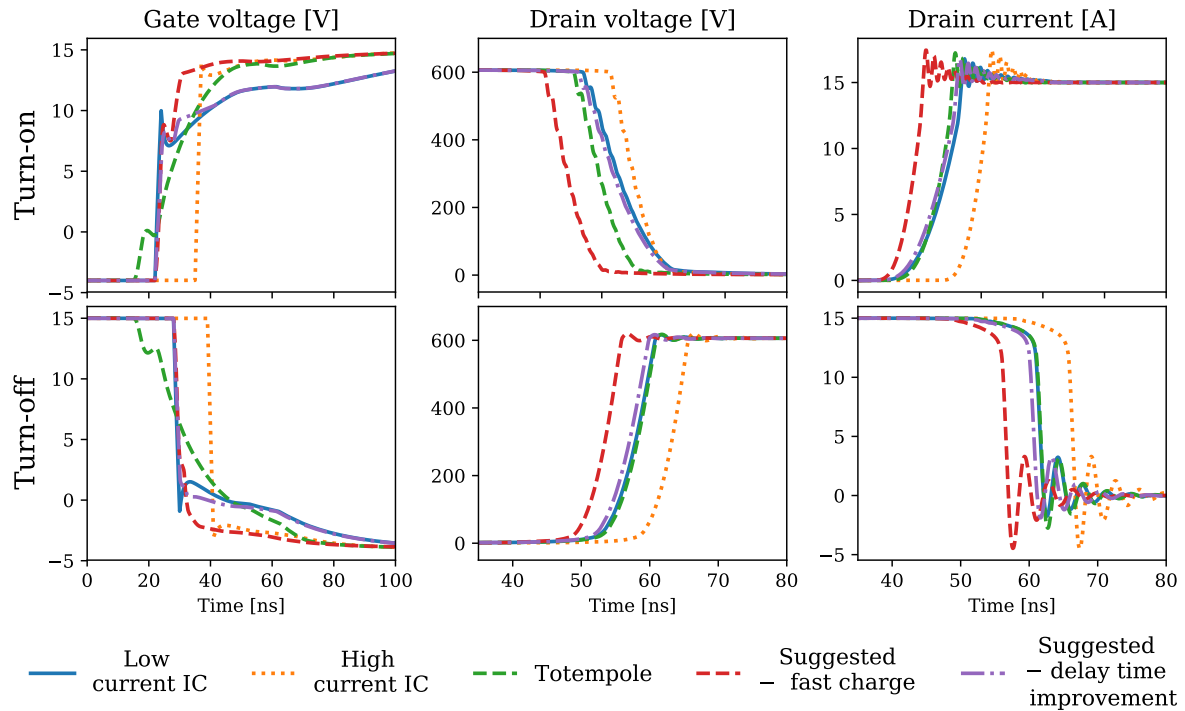 Gate voltage [V]
Drain voltage [V]
Drain current [A]
Turn-on
15
10
5
0
−5
600
400
200
0
15
10
5
0
Turn-off
15
10
5
0
−5
600
400
200
0
15
10
5
0
−5
0 20 40 60 80 100
40 50 60 70 80
40 50 60 70 80
Time [ns]
Time [ns]
Time [ns]
Low
current IC
High
current IC
Totempole
Suggested
− fast charge
Suggested
− delay time
improvement